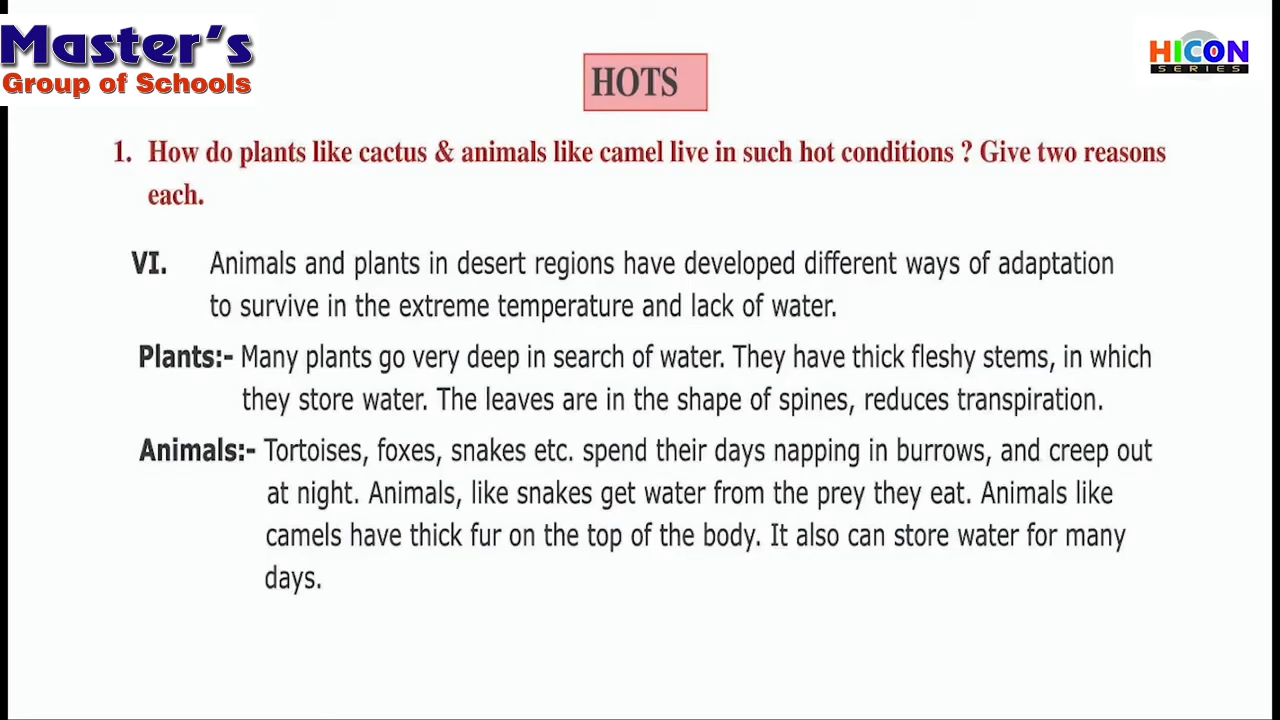 Master's
Group of Schools
HICON
SERIES
HOTS
1. How do plants like cactus & animals like camel live in such hot conditions ? Give two reasons
each.
VI. Animals and plants in desert regions have developed different ways of adaptation
to survive in the extreme temperature and lack of water.
Plants:- Many plants go very deep in search of water. They have thick fleshy stems, in which
they store water. The leaves are in the shape of spines, reduces transpiration.
Animals:- Tortoises, foxes, snakes etc. spend their days napping in burrows, and creep out
at night. Animals, like snakes get water from the prey they eat. Animals like
camels have thick fur on the top of the body. It also can store water for many
days.